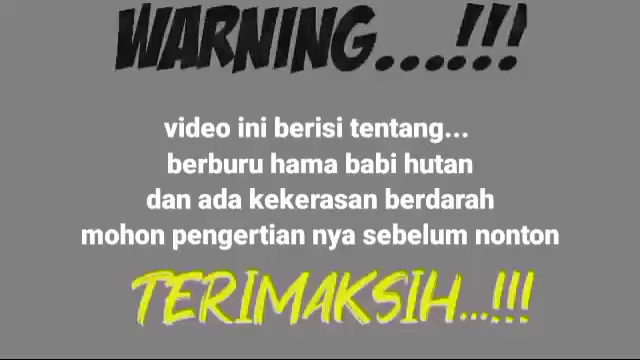 WARNING...!!!
video ini berisi tentang...
berburu hama babi hutan
dan ada kekerasan berdarah
mohon pengertian nya sebelum nonton
TERIMAKSIH...!!!